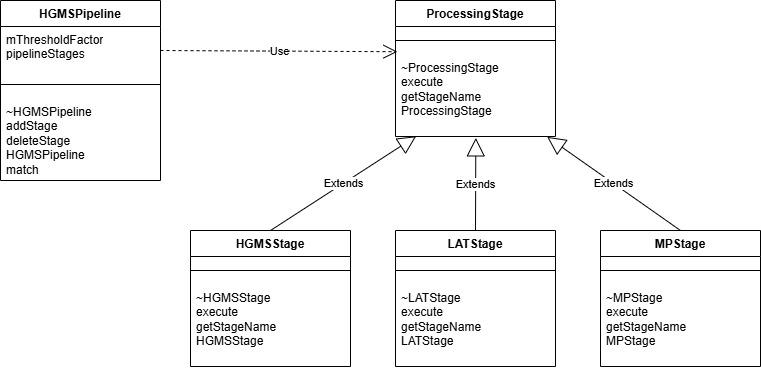 HGMSPipeline
mThresholdFactor
pipelineStages
~HGMSPipeline
addStage
deleteStage
HGMSPipeline
match
Use
ProcessingStage
~ProcessingStage
execute
getStageName
ProcessingStage
Extends
Extends
Extends
HGMSStage
~HGMSStage
execute
getStageName
HGMSStage
LATStage
~LATStage
execute
getStageName
LATStage
MPStage
~MPStage
execute
getStageName
MPStage